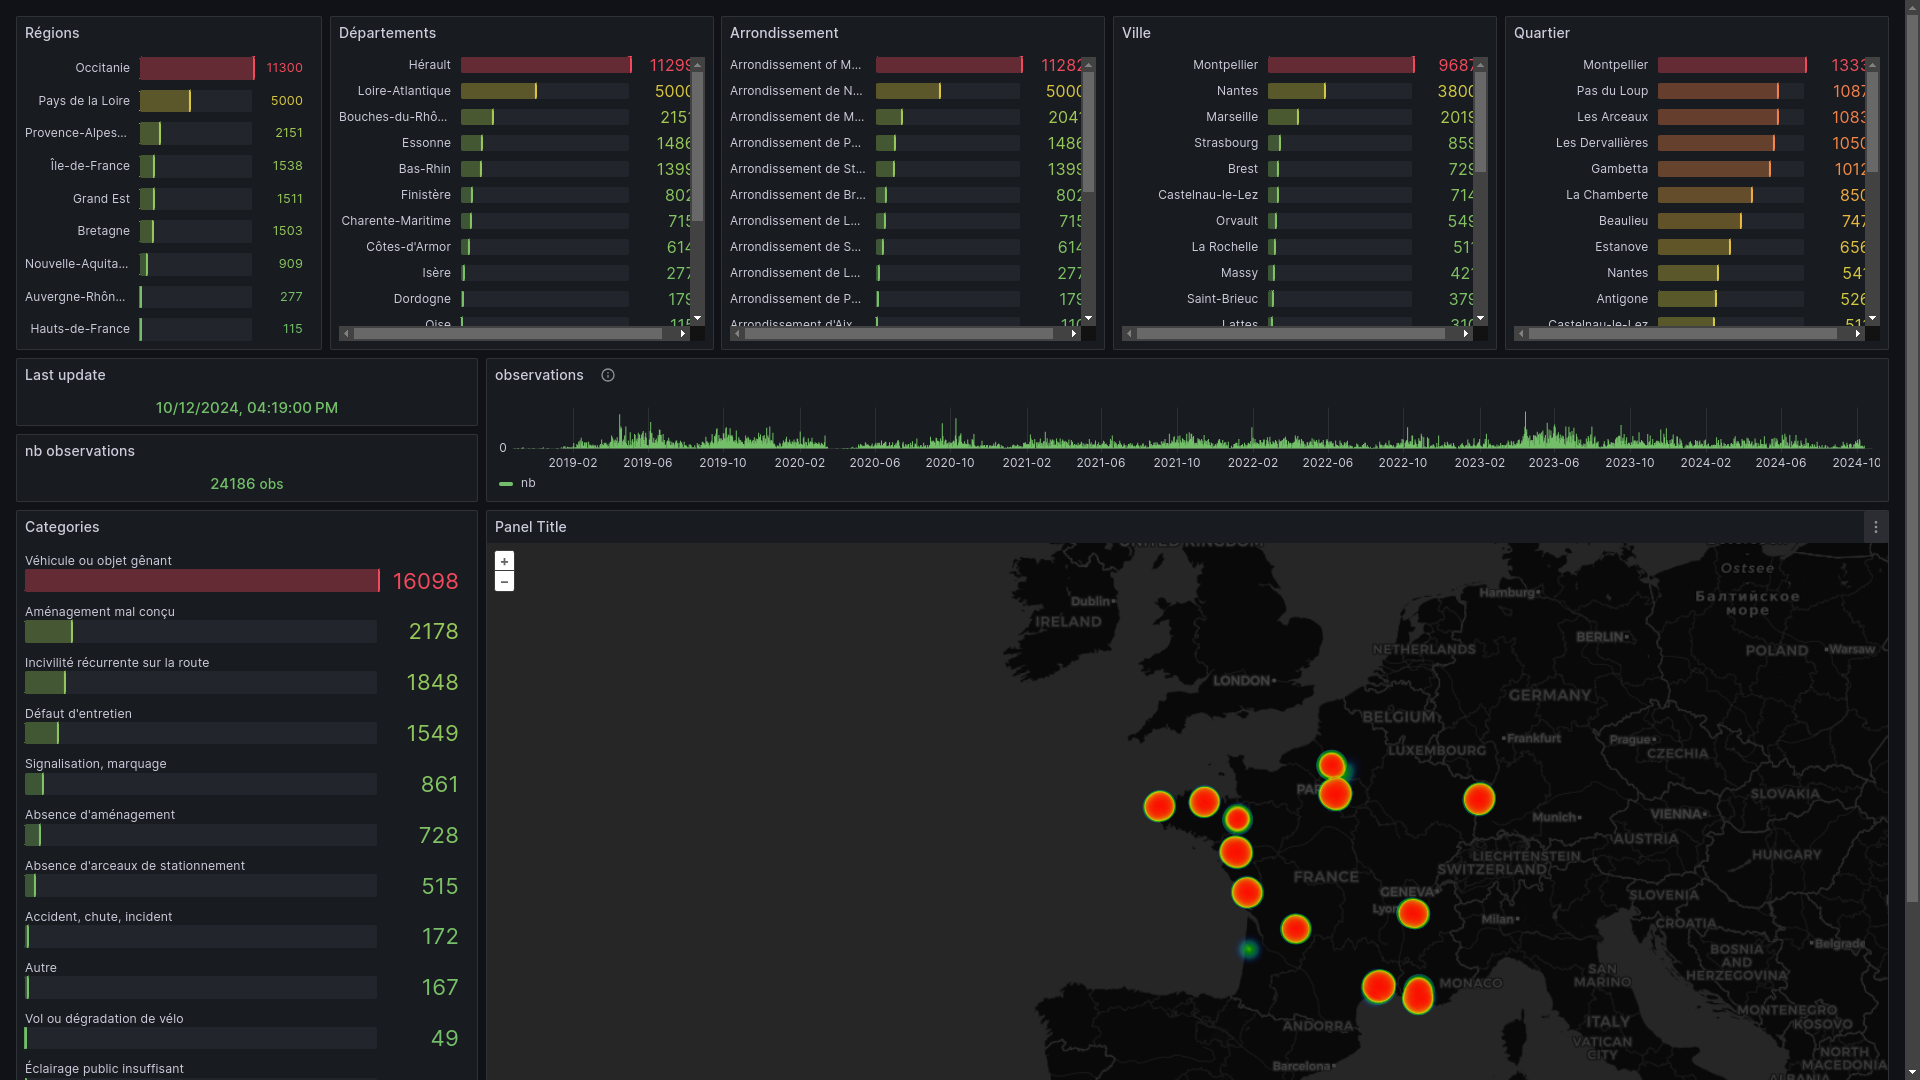 Régions
Occitanie 11300
Pays de la Loire 5000
Provence-Alpes... 2151
Île-de-France 1538
Grand Est 1511
Bretagne 1503
Nouvelle-Aquita... 909
Auvergne-Rhôn... 277
Hauts-de-France 115
Départements
Hérault 11299
Loire-Atlantique 5000
Bouches-du-Rhô... 2151
Essonne 1486
Bas-Rhin 1399
Finistère 802
Charente-Maritime 715
Côtes-d'Armor 614
Isère 277
Dordogne 179
Oise 115
Arrondissement
Arrondissement of M... 11282
Arrondissement de N... 5000
Arrondissement de M... 2041
Arrondissement de P... 1486
Arrondissement de St... 1399
Arrondissement de Br... 802
Arrondissement de L... 715
Arrondissement de S... 614
Arrondissement de L... 277
Arrondissement de P... 179
Arrondissement d'Aix... 110
Ville
Montpellier 9687
Nantes 3800
Marseille 2019
Strasbourg 859
Brest 729
Castelnau-le-Lez 714
Orvault 549
La Rochelle 511
Massy 421
Saint-Brieuc 379
Lattes 310
Quartier
Montpellier 1333
Pas du Loup 1087
Les Arceaux 1083
Les Dervallières 1050
Gambetta 1012
La Chamberte 850
Beaulieu 747
Estanove 656
Nantes 541
Antigone 526
Castelnau-le-Lez 511
Last update
10/12/2024, 04:19:00 PM
nb observations
24186 obs
observations
0
2019-02 2019-06 2019-10 2020-02 2020-06 2020-10 2021-02 2021-06 2021-10 2022-02 2022-06 2022-10 2023-02 2023-06 2023-10 2024-02 2024-06 2024-10
nb
Categories
Véhicule ou objet gênant
16098
Aménagement mal conçu
2178
Incivilité récurrente sur la route
1848
Défaut d'entretien
1549
Signalisation, marquage
861
Absence d'aménagement
728
Absence d'arceaux de stationnement
515
Accident, chute, incident
172
Autre
167
Vol ou dégradation de vélo
49
Éclairage public insuffisant
Panel Title
+
−
UNITED KINGDOM
Ostsee
Балтийское
море
Hamburg
Dublin
IRELAND
BERLIN
NETHERLANDS
POLAND
Warsaw
LONDON
GERMANY
BELGIUM
Frankfurt
Prague
LUXEMBOURG
CZECHIA
PAR
SLOVAKIA
VIENNA
Munich
AUSTRIA
LIECHTENSTEIN
HUNGARY
SWITZERLAND
FRANCE
GENEVA
SLOVENIA
Lyon
Milan
CROATIA
Belgrade
BOSNIA
AND
HERZEGOVINA
SAN
MARINO
MONACO
MONTENEGRO
ITALY
KOSOVO
ANDORRA
VATICAN
CITY
NORTH
MACEDONIA
Barcelona
ALBANIA